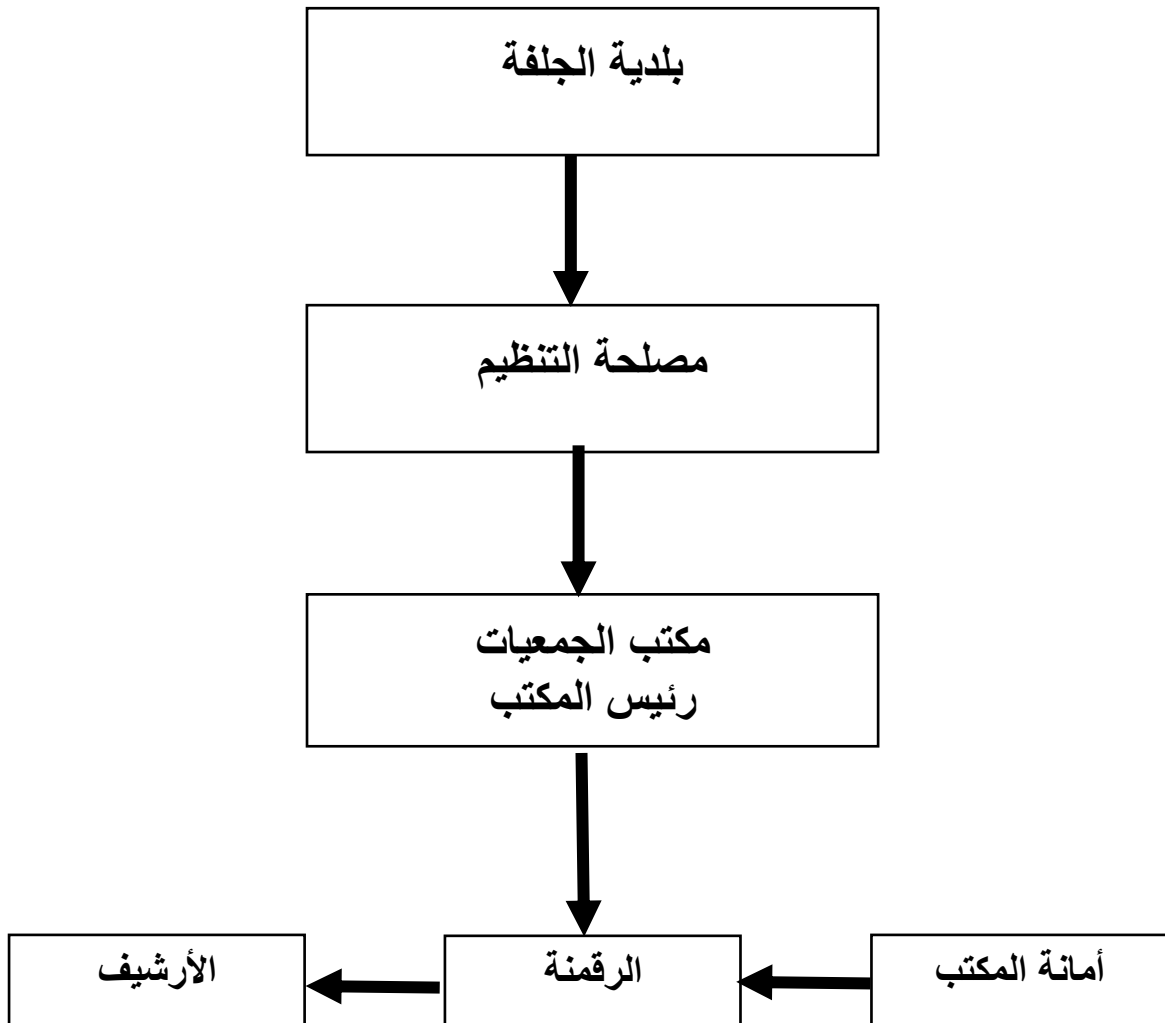 بلدية الجلفة
مصلحة التنظيم
مكتب الجمعيات
رئيس المكتب
أمانة المكتب
الرقمنة
الأرشيف